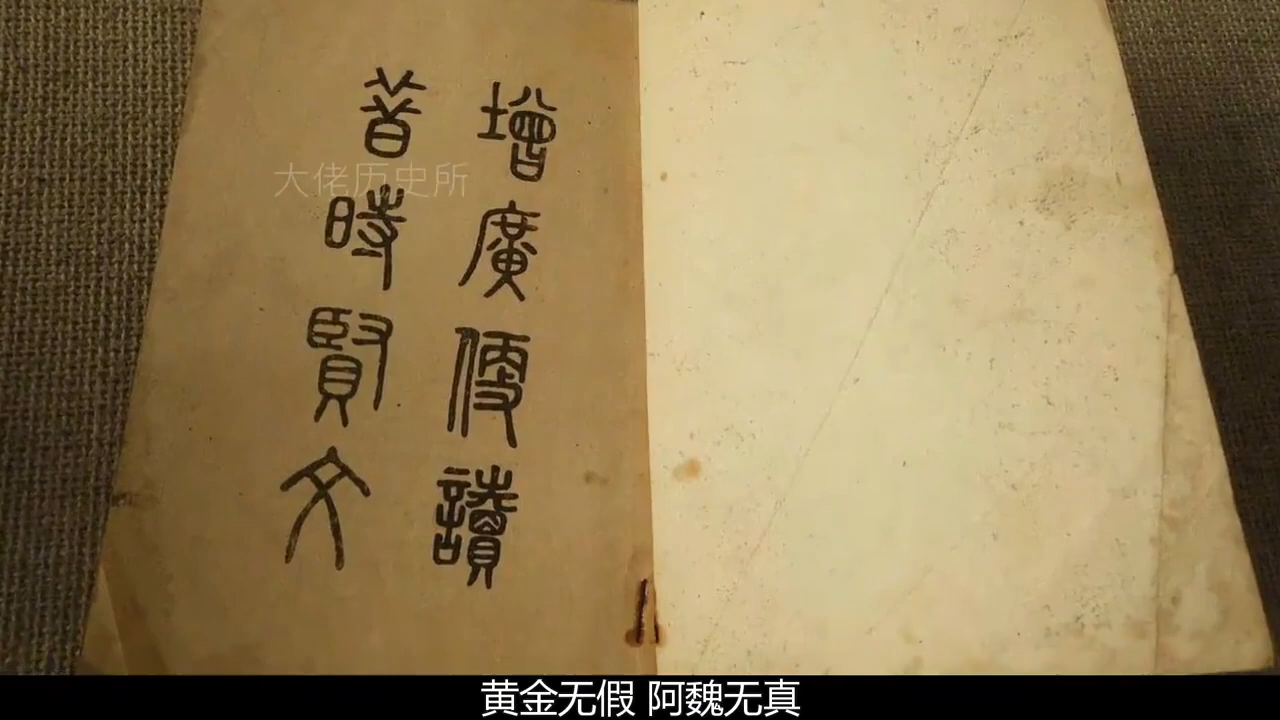 增廣便讀
昔時賢文
大佬历史所
黄金无假 阿魏无真